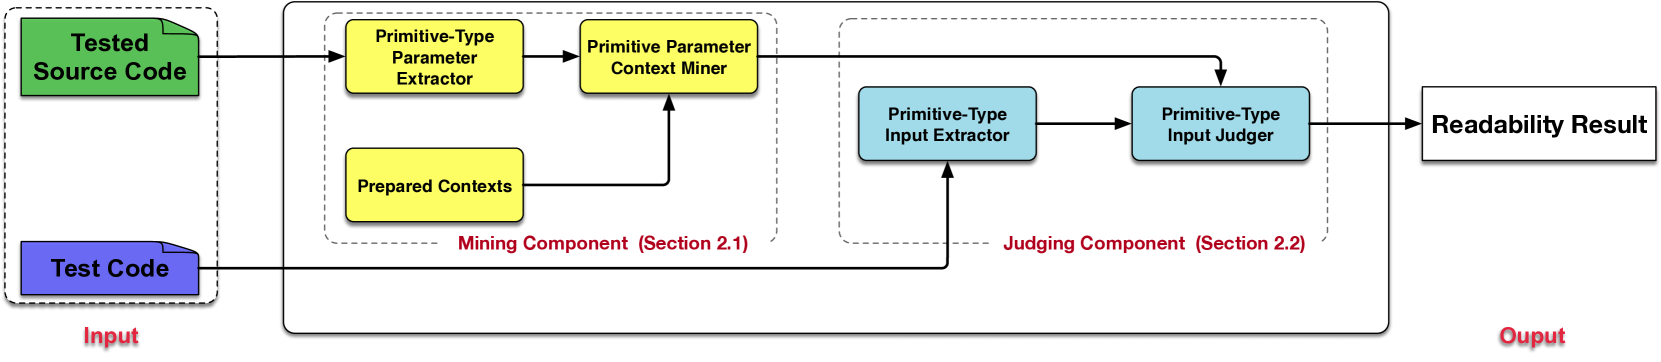 Tested
Source Code
Primitive-Type
Parameter
Extractor
Primitive Parameter
Context Miner
Primitive-Type
Input Extractor
Primitive-Type
Input Judger
Readability Result
Prepared Contexts
Mining Component (Section 2.1)
Judging Component (Section 2.2)
Test Code
Input
Ouput